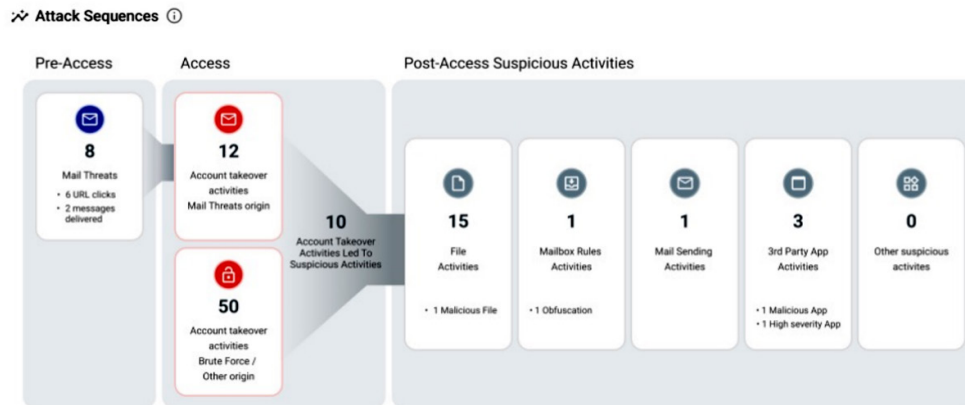 Attack Sequences
Pre-Access
Access
Post-Access Suspicious Activities
8
Mail Threats
• 6 URL clicks
• 2 messages
delivered
12
Account takeover
activities
Mail Threats origin
50
Account takeover
activities
Brute Force /
Other origin
10
Account Takeover
Activities Led To
Suspicious Activities
15
File
Activities
• 1 Malicious File
1
Mailbox Rules
Activities
• 1 Obfuscation
1
Mail Sending
Activities
3
3rd Party App
Activities
• 1 Malicious App
• 1 High severity App
0
Other suspicious
activites